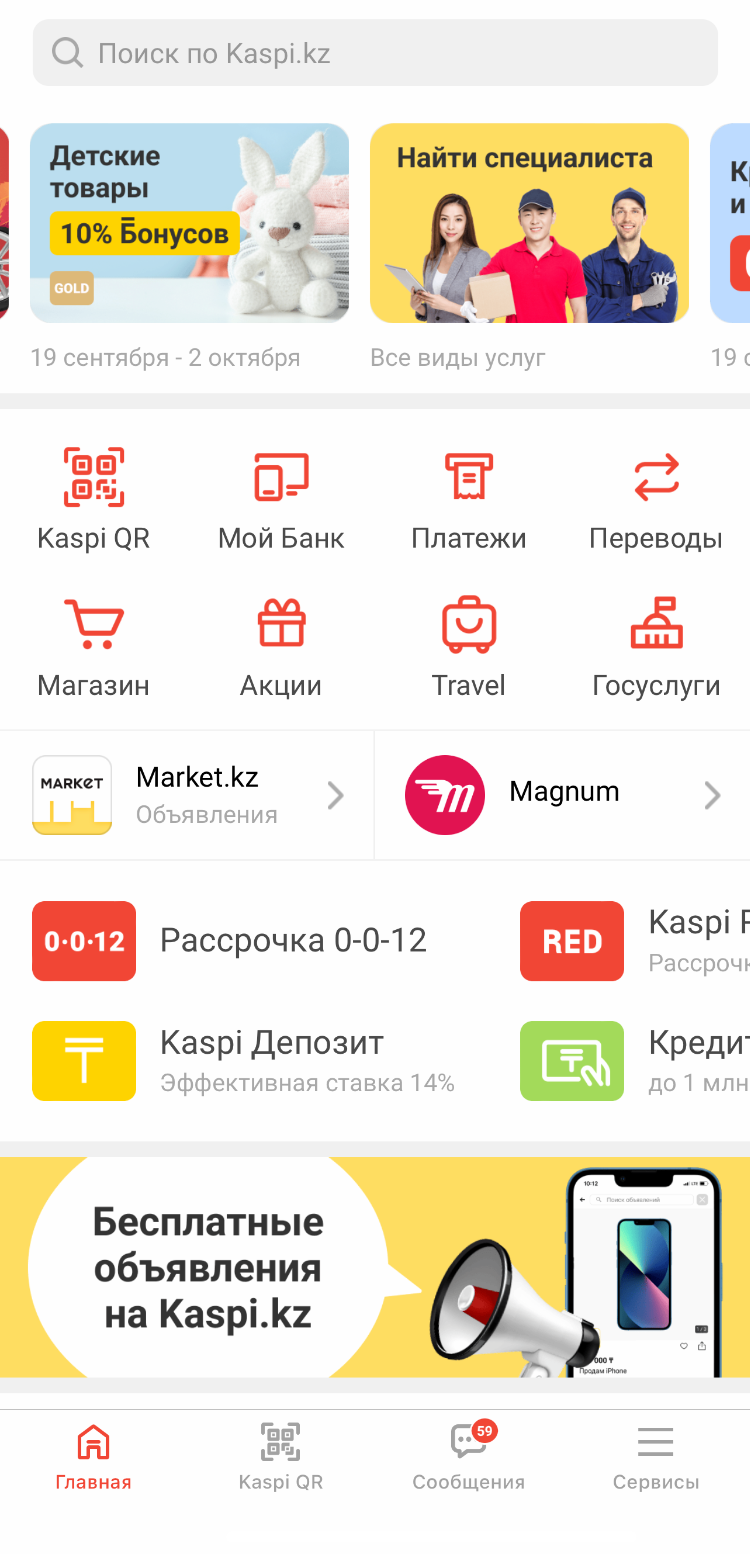 Поиск по Kaspi.kz
Детские
товары
10% Бонусов
GOLD
Найти специалиста
и
19 сентября - 2 октября
Все виды услуг
19
Kaspi QR
Мой Банк
Платежи
Переводы
Магазин
Акции
Travel
Госуслуги
MARKET
Market.kz
Объявления
Magnum
0·0·12
Рассрочка 0-0-12
RED
Kaspi
Kaspi Депозит
Эффективная ставка 14%
₸
до 1 млн
Бесплатные
объявления
на Kaspi.kz
10:12
LTE
Поиск объявлений
1/3
000 ₸
Продам iPhone
59
Главная
Kaspi QR
Сообщения
Сервисы